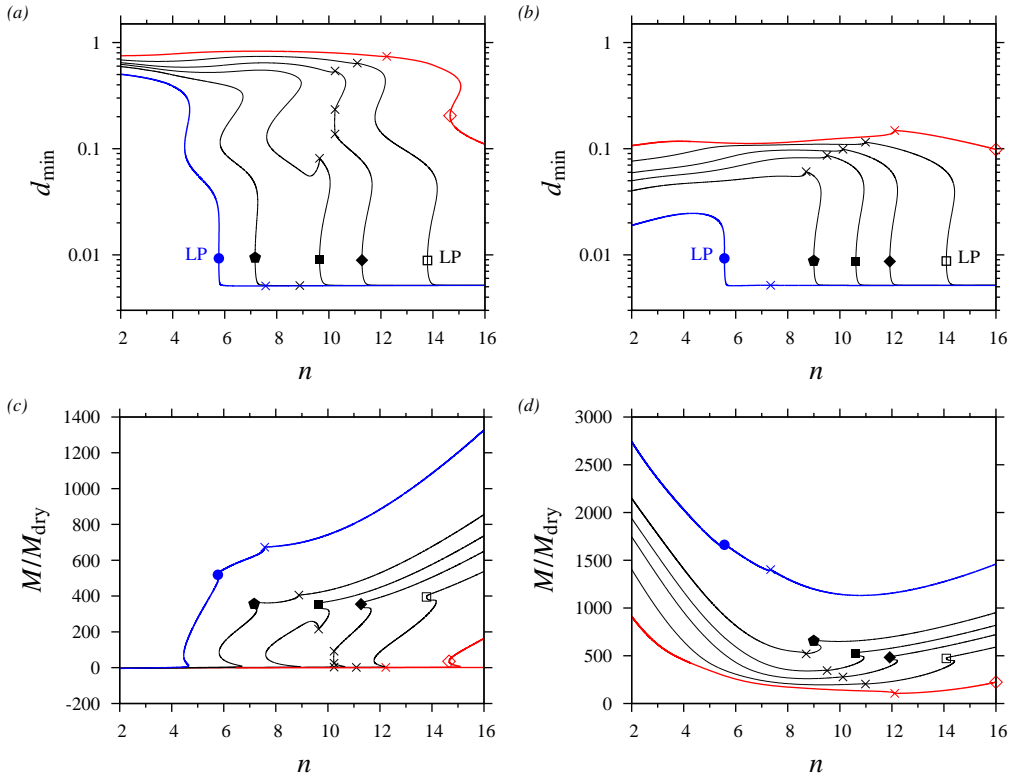 (a) (b)
1 1
0.1 0.1
d_min d_min
0.01 0.01
LP LP LP LP
2 4 6 8 10 12 14 16 2 4 6 8 10 12 14 16
n n
(c) (d)
1400 3000
1200 2500
1000 2000
800
600 1500
M/M_dry M/M_dry
400 1000
200 500
0
-200 0
2 4 6 8 10 12 14 16 2 4 6 8 10 12 14 16
n n